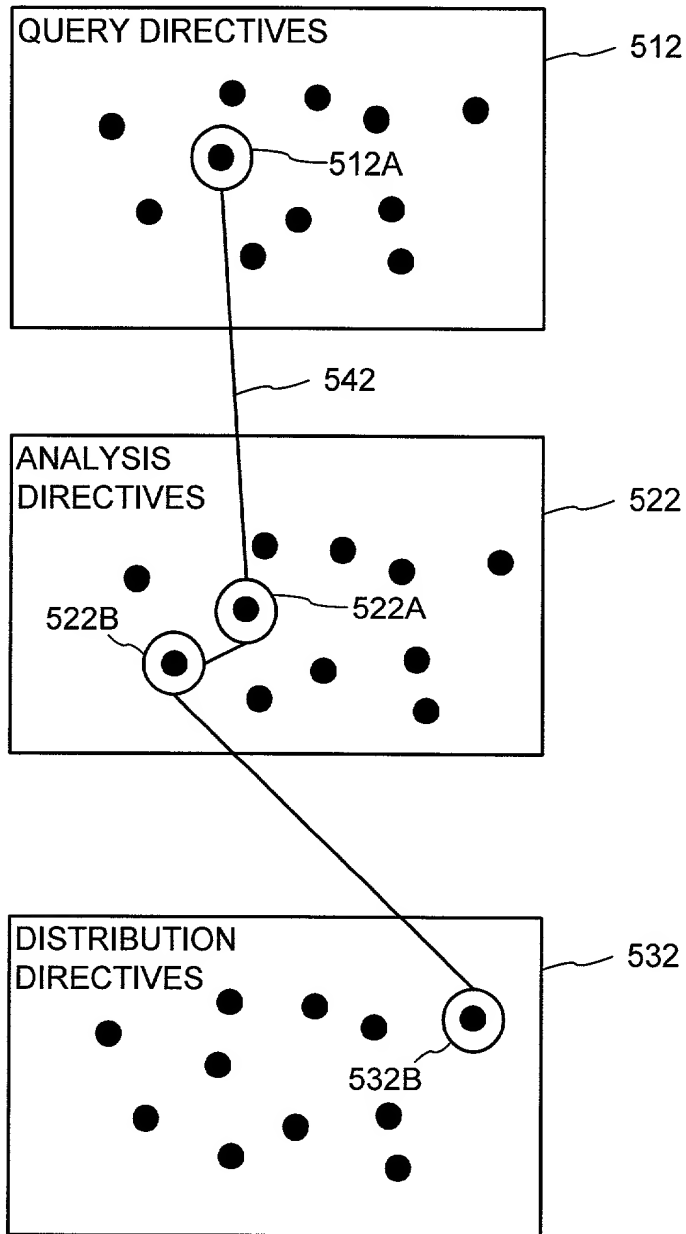 QUERY DIRECTIVES
512
512A
542
ANALYSIS
DIRECTIVES
522
522A
522B
DISTRIBUTION
DIRECTIVES
532
532B